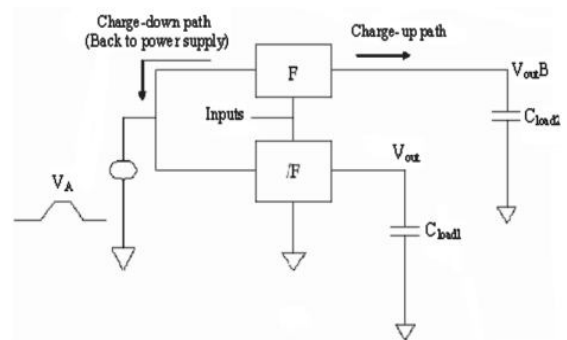 Charge-down path
(Back to power supply)
Charge-up path
F
VoutB
Inputs
Cload2
/F
Vout
VA
Cload1